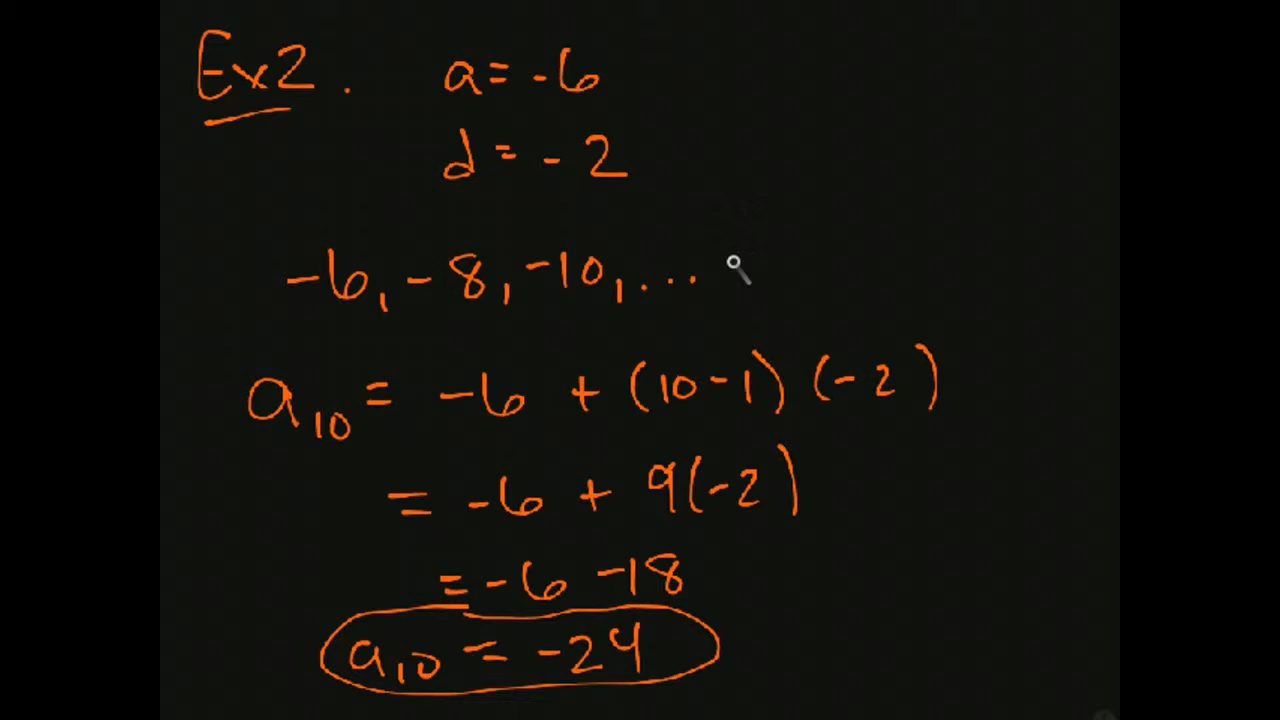 Ex2. a = -6
d = -2
-6, -8, -10, ...
a₁₀ = -6 + (10-1)(-2)
= -6 + 9(-2)
= -6 -18
a₁₀ = -24